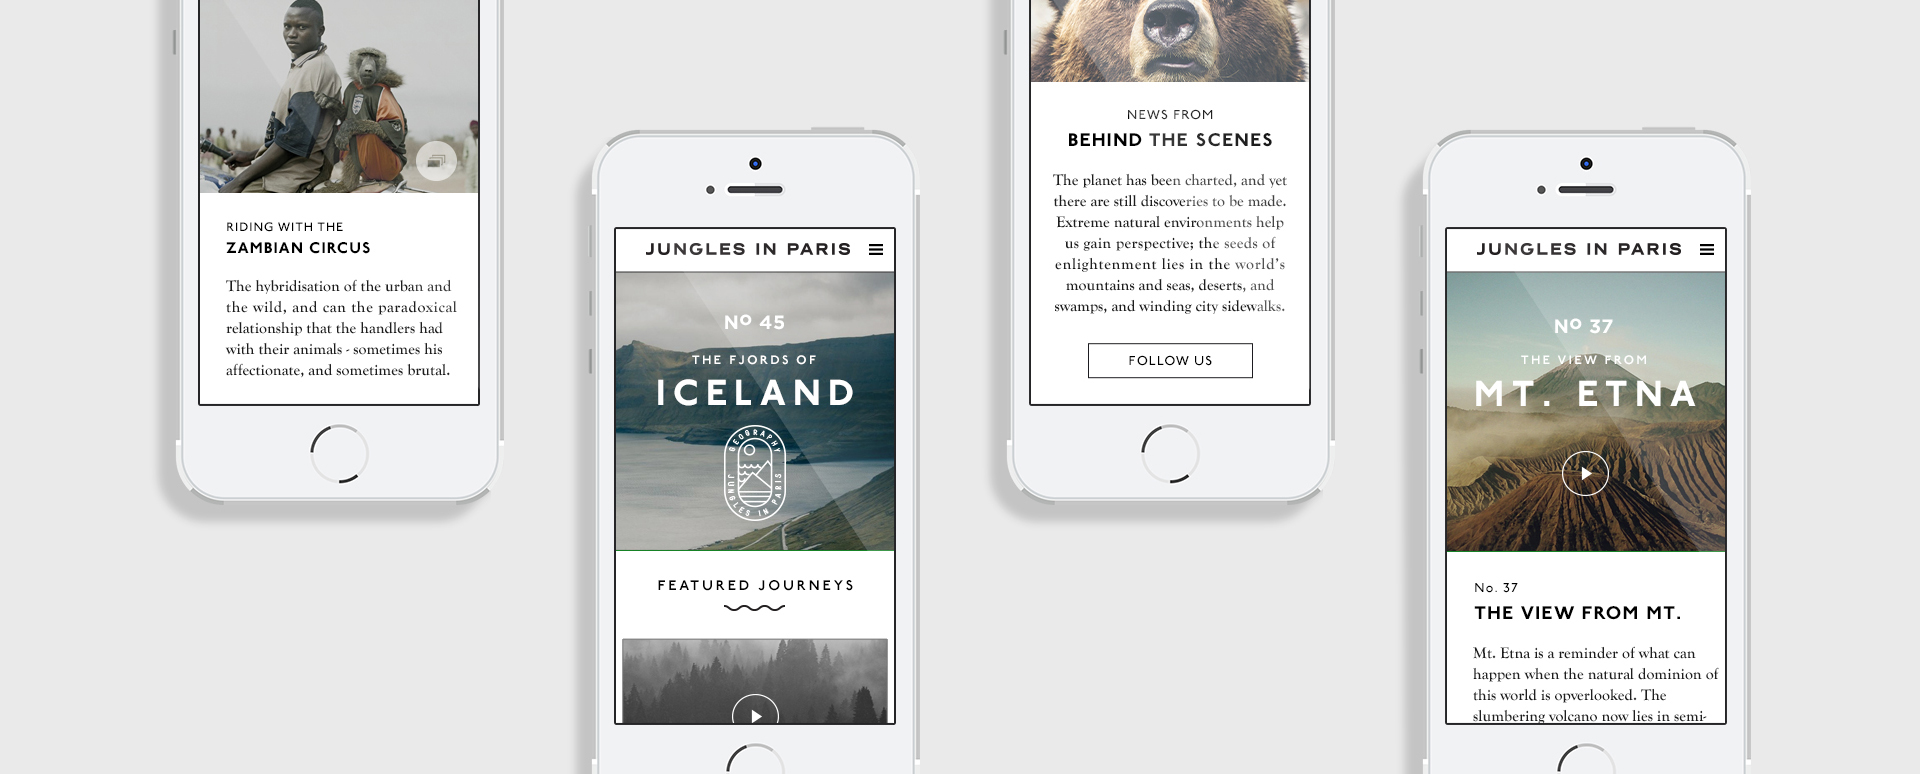 RIDING WITH THE
ZAMBIAN CIRCUS
The hybridisation of the urban and
the wild, and can the paradoxical
relationship that the handlers had
with their animals - sometimes his
affectionate, and sometimes brutal.
JUNGLES IN PARIS
Nº 45
THE FJORDS OF
ICELAND
GEOGRAPHY
JUNGLES IN PARIS
FEATURED JOURNEYS
NEWS FROM
BEHIND THE SCENES
The planet has been charted, and yet
there are still discoveries to be made.
Extreme natural environments help
us gain perspective; the seeds of
enlightenment lies in the world's
mountains and seas, deserts, and
swamps, and winding city sidewalks.
FOLLOW US
JUNGLES IN PARIS
Nº 37
THE VIEW FROM
MT. ETNA
No. 37
THE VIEW FROM MT.
Mt. Etna is a reminder of what can
happen when the natural dominion of
this world is opverlooked. The
slumbering volcano now lies in semi-